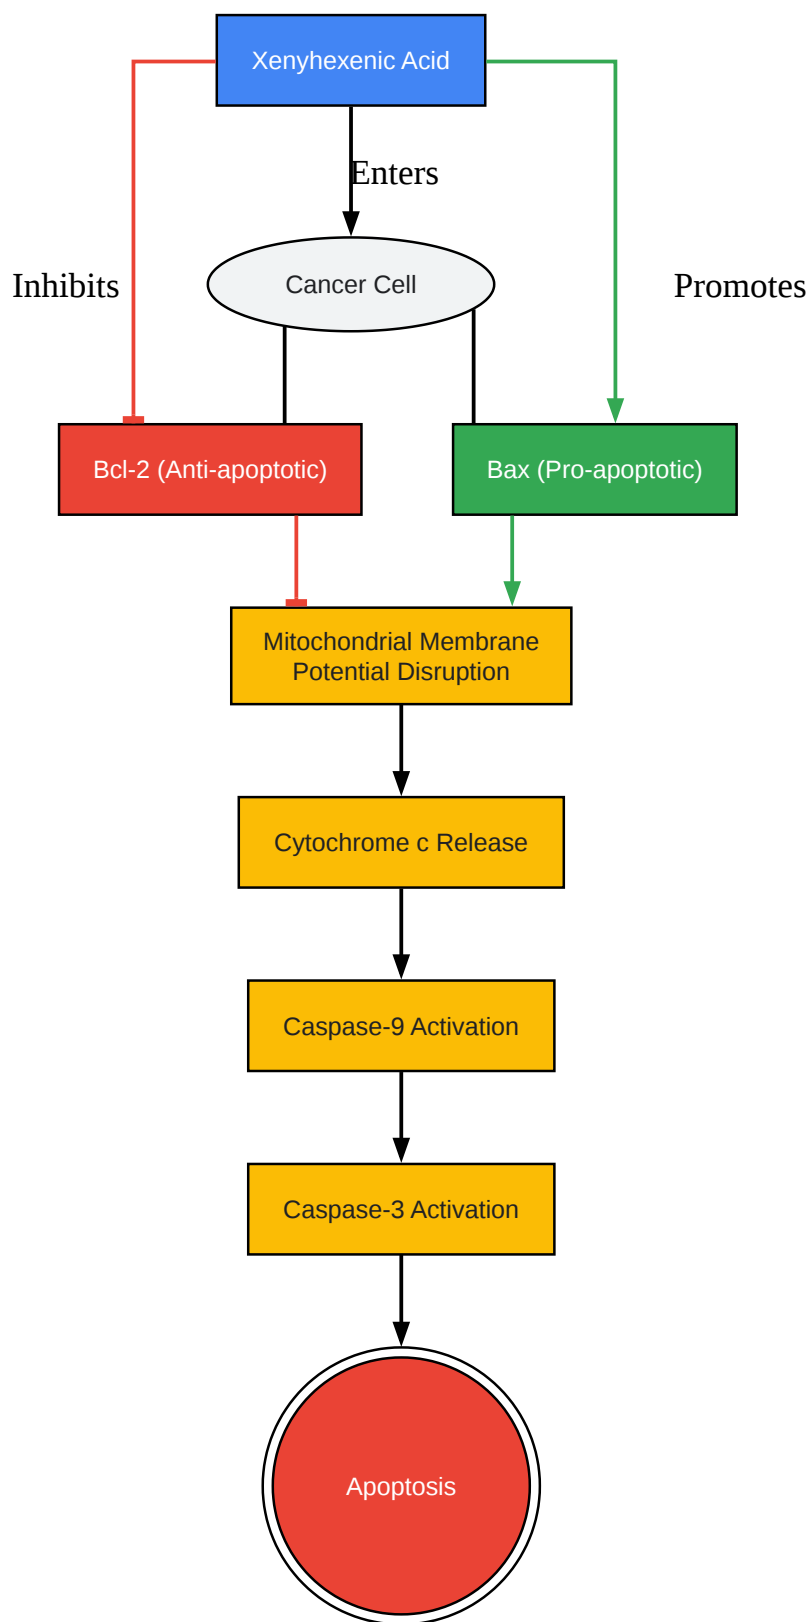 Xenyhexenic Acid
Enters
Inhibits
Cancer Cell
Promotes
Bcl-2 (Anti-apoptotic)
Bax (Pro-apoptotic)
Mitochondrial Membrane
Potential Disruption
Cytochrome c Release
Caspase-9 Activation
Caspase-3 Activation
Apoptosis